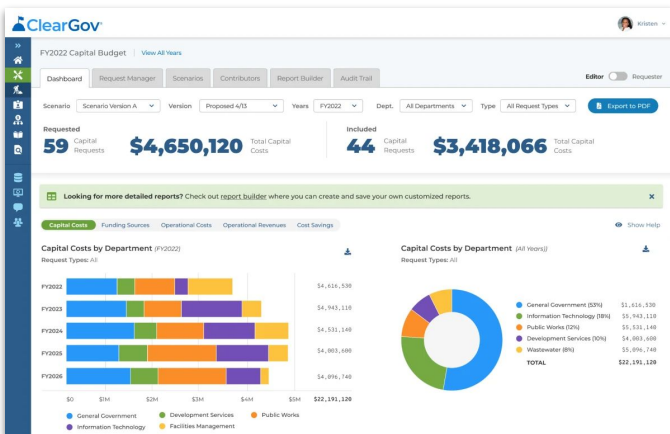 ClearGov
Kristen
FY2022 Capital Budget View All Years
Dashboard Request Manager Scenarios Contributors Report Builder Audit Trail
Editor Requester
Scenario Scenario Version A Version Proposed 4/13 Years FY2022 Dept. All Departments Type All Request Types Export to PDF
Requested
59 Capital Requests $4,650,120 Total Capital Costs
Included
44 Capital Requests $3,418,066 Total Capital Costs
Looking for more detailed reports? Check out report builder where you can create and save your own customized reports.
Capital Costs Funding Sources Operational Costs Operational Revenues Cost Savings
Show Help
Capital Costs by Department (FY2022)
Request Types: All
FY2022 $4,616,530
FY2023 $4,943,110
FY2024 $4,531,140
FY2025 $4,003,600
FY2026 $4,096,740
$0 $1M $2M $3M $4M $5M $22,191,120
General Government Development Services Public Works
Information Technology Facilities Management
Capital Costs by Department (All Years))
Request Types: All
General Government (53%) $1,616,530
Information Technology (18%) $5,943,110
Public Works (12%) $5,531,140
Development Services (10%) $4,003,600
Wastewater (8%) $5,096,740
TOTAL $22,191,120